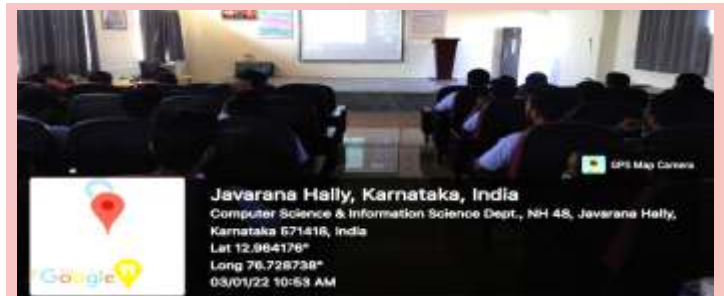 GPS Map Camera
Javarana Hally, Karnataka, India
Computer Science & Information Science Dept., NH 48, Javarana Hally,
Karnataka 571418, India
Lat 12.964176°
Long 76.728738°
03/01/22 10:53 AM
Google